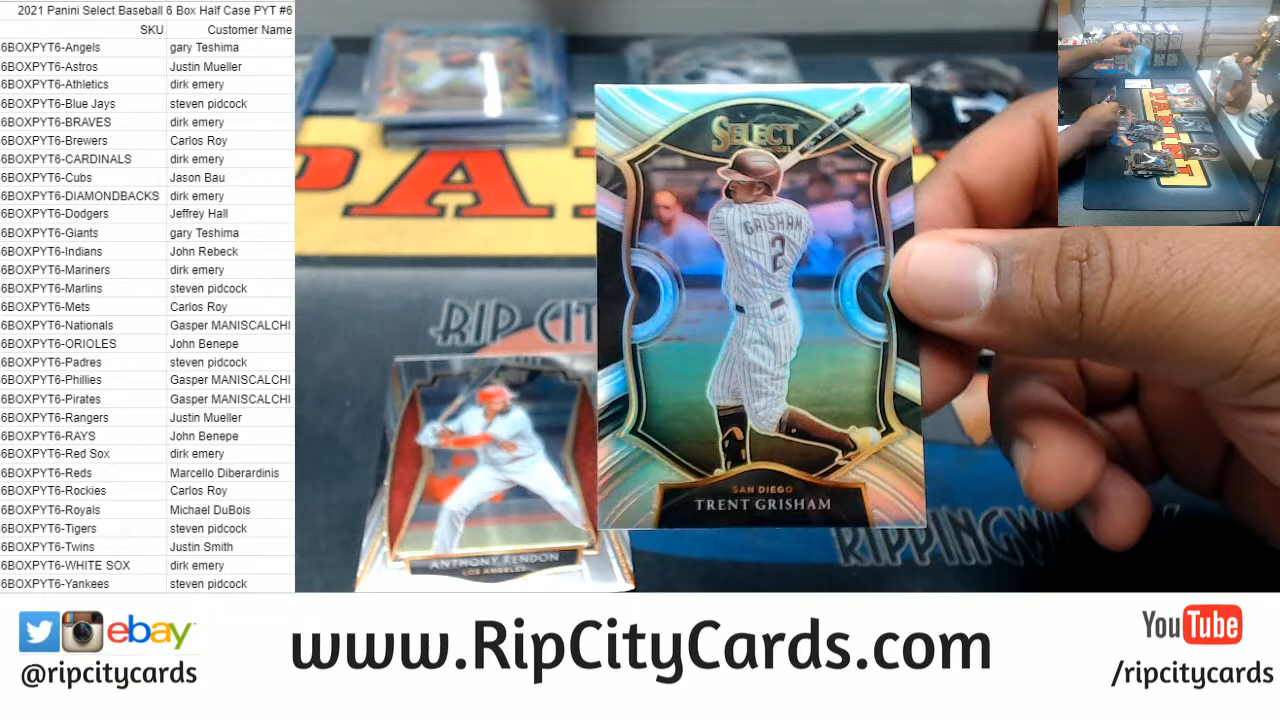 2021 Panini Select Baseball 6 Box Half Case PYT #6
SKU Customer Name
6BOXPYT6-Angels gary Teshima
6BOXPYT6-Astros Justin Mueller
6BOXPYT6-Athletics dirk emery
6BOXPYT6-Blue Jays steven pidcock
6BOXPYT6-BRAVES dirk emery
6BOXPYT6-Brewers Carlos Roy
6BOXPYT6-CARDINALS dirk emery
6BOXPYT6-Cubs Jason Bau
6BOXPYT6-DIAMONDBACKS dirk emery
6BOXPYT6-Dodgers Jeffrey Hall
6BOXPYT6-Giants gary Teshima
6BOXPYT6-Indians John Rebeck
6BOXPYT6-Mariners dirk emery
6BOXPYT6-Marlins steven pidcock
6BOXPYT6-Mets Carlos Roy
6BOXPYT6-Nationals Gasper MANISCALCHI
6BOXPYT6-ORIOLES John Benepe
6BOXPYT6-Padres steven pidcock
6BOXPYT6-Phillies Gasper MANISCALCHI
6BOXPYT6-Pirates Gasper MANISCALCHI
6BOXPYT6-Rangers Justin Mueller
6BOXPYT6-RAYS John Benepe
6BOXPYT6-Red Sox dirk emery
6BOXPYT6-Reds Marcello Diberardinis
6BOXPYT6-Rockies Carlos Roy
6BOXPYT6-Royals Michael DuBois
6BOXPYT6-Tigers steven pidcock
6BOXPYT6-Twins Justin Smith
6BOXPYT6-WHITE SOX dirk emery
6BOXPYT6-Yankees steven pidcock
SELECT
GRISHAM
2
SAN DIEGO
TRENT GRISHAM
RIP CIT
ANTHONY RENDON
LOS ANGELES
RIPPINGW
PANINI
ebay
@ripcitycards
www.RipCityCards.com
YouTube
/ripcitycards